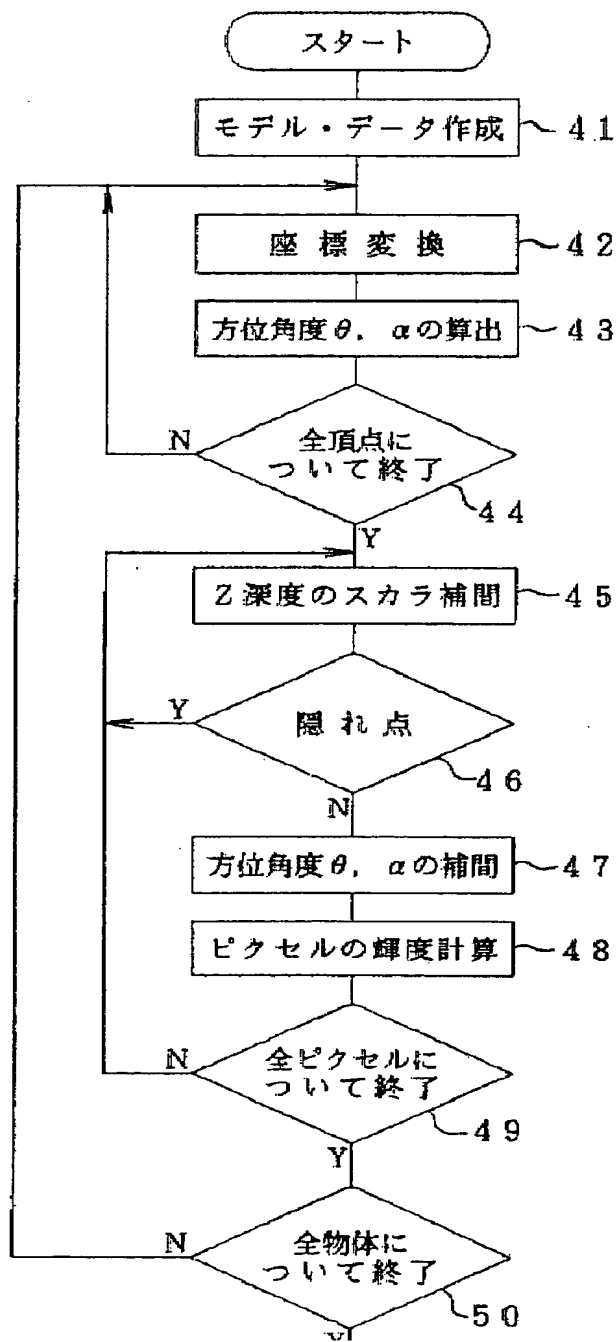 スタート
モデル・データ作成 41
座標変換 42
方位角度θ, αの算出 43
N
全頂点に
ついて終了
44
Y
Z深度のスカラ補間 45
Y
隠れ点
46
N
方位角度θ, αの補間 47
ピクセルの輝度計算 48
N
全ピクセルに
ついて終了
49
Y
N
全物体に
ついて終了
50
Y